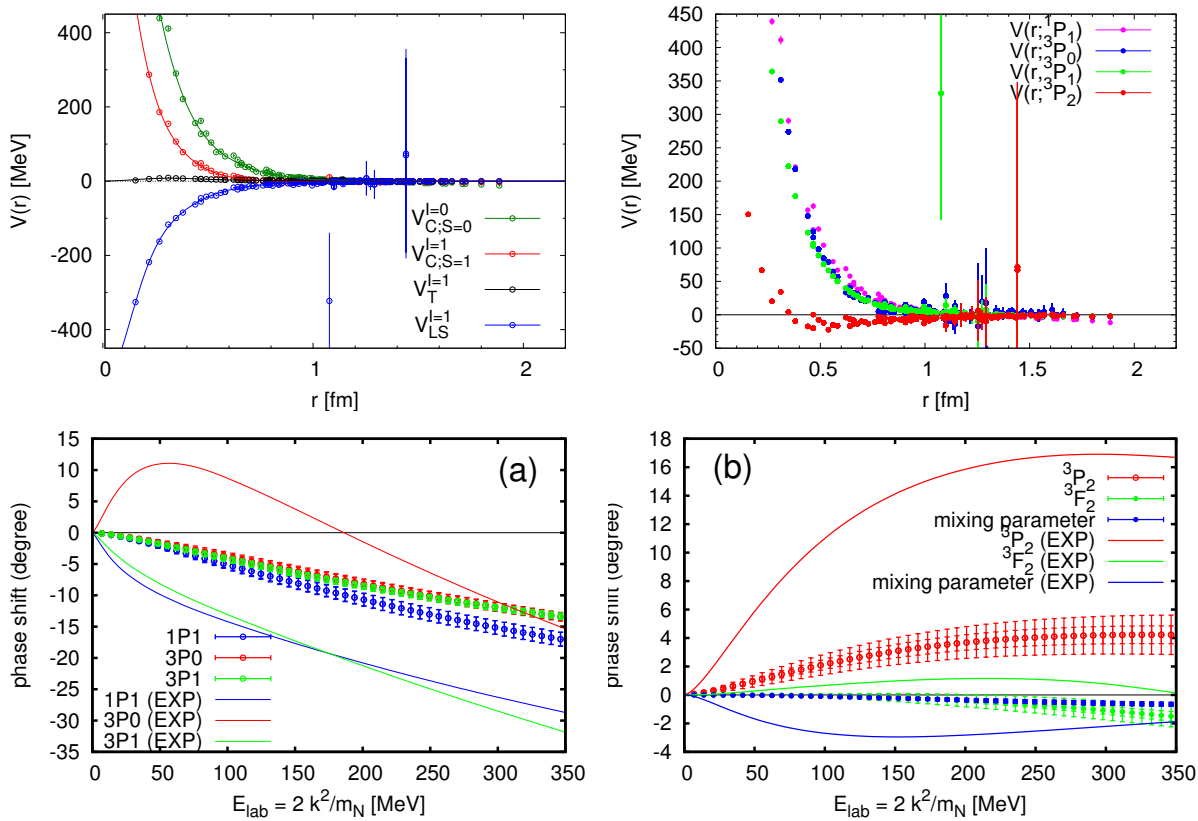 400
200
0
-200
-400
V(r) [MeV]
0
1
2
r [fm]
V^{I=0}_{C;S=0}
V^{I=1}_{C;S=1}
V^{I=1}_{T}
V^{I=1}_{LS}
450
400
350
300
250
200
150
100
50
0
-50
V(r) [MeV]
0
0.5
1
1.5
2
r [fm]
V(r;^1P_1)
V(r;^3P_0)
V(r,^3P_1)
V(r;^3P_2)
15
10
5
0
-5
-10
-15
-20
-25
-30
-35
phase shift (degree)
(a)
1P1
3P0
3P1
1P1 (EXP)
3P0 (EXP)
3P1 (EXP)
0
50
100
150
200
250
300
350
E_lab = 2 k^2/m_N [MeV]
18
16
14
12
10
8
6
4
2
0
-2
-4
phase shift (degree)
(b)
^3P_2
^3F_2
mixing parameter
^3P_2 (EXP)
^3F_2 (EXP)
mixing parameter (EXP)
0
50
100
150
200
250
300
350
E_lab = 2 k^2/m_N [MeV]